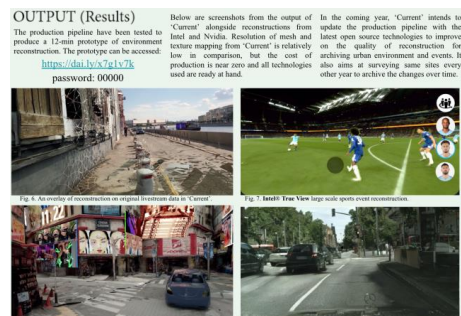 OUTPUT (Results)
The production pipeline have been tested to
produce a 12-min prototype of environment
reconstruction. The prototype can be accessed:
https://dai.ly/x7g1v7k
password: 00000
Below are screenshots from the output of
‘Current’ alongside reconstructions from
Intel and Nvidia. Resolution of mesh and
texture mapping from ‘Current’ is relatively
low in comparison, but the cost of
production is near zero and all technologies
used are ready at hand.
In the coming year, ‘Current’ intends to
update the production pipeline with the
latest open source technologies to improve
on the quality of reconstruction for
archiving urban environment and events. It
also aims at surveying same sites every
other year to archive the changes over time.
Fig. 6. An overlay of reconstruction on original livestream data in ‘Current’.
Fig. 7. Intel® True View large scale sports event reconstruction.